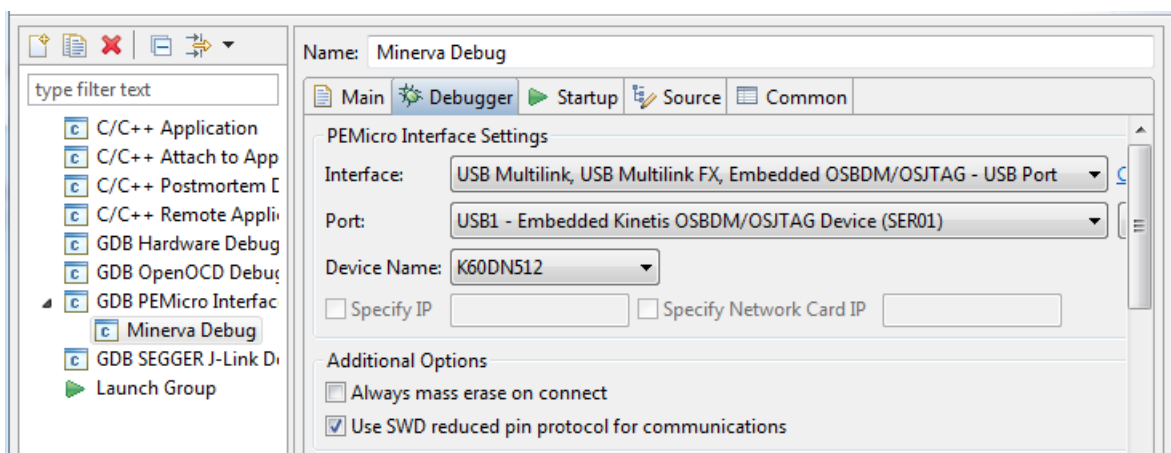 Name: Minerva Debug
type filter text
Main Debugger Startup Source Common
C/C++ Application
C/C++ Attach to App
C/C++ Postmortem D
C/C++ Remote Appli
GDB Hardware Debug
GDB OpenOCD Debug
GDB PEMicro Interfac
Minerva Debug
GDB SEGGER J-Link De
Launch Group
PEMicro Interface Settings
Interface: USB Multilink, USB Multilink FX, Embedded OSBDM/OSJTAG - USB Port
Port: USB1 - Embedded Kinetis OSBDM/OSJTAG Device (SER01)
Device Name: K60DN512
Specify IP Specify Network Card IP
Additional Options
Always mass erase on connect
Use SWD reduced pin protocol for communications